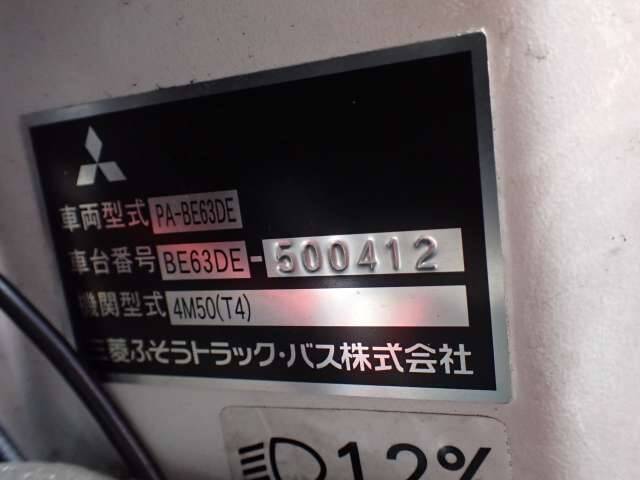 車両型式 PA-BE63DE
車台番号 BE63DE-500412
機関型式 4M50(T4)
三菱ふそうトラック・バス株式会社
12%